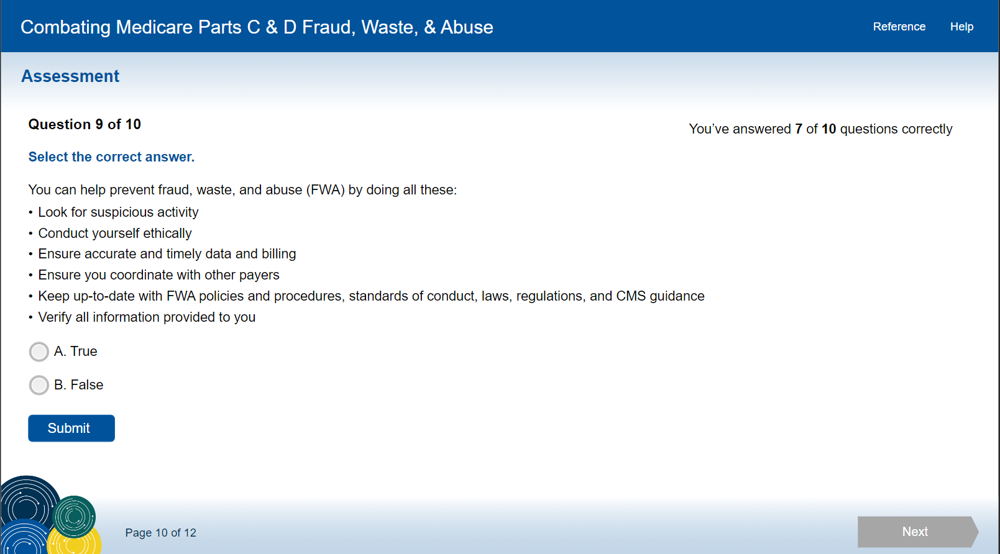 Combating Medicare Parts C & D Fraud, Waste, & Abuse
Reference
Help
Assessment
Question 9 of 10
You’ve answered 7 of 10 questions correctly
Select the correct answer.
You can help prevent fraud, waste, and abuse (FWA) by doing all these:
• Look for suspicious activity
• Conduct yourself ethically
• Ensure accurate and timely data and billing
• Ensure you coordinate with other payers
• Keep up-to-date with FWA policies and procedures, standards of conduct, laws, regulations, and CMS guidance
• Verify all information provided to you
A. True
B. False
Submit
Page 10 of 12
Next